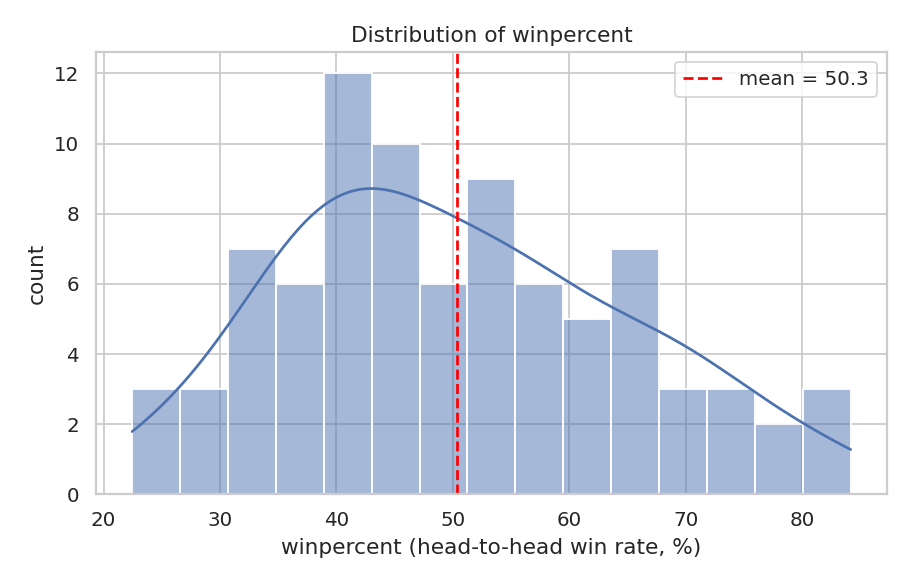 Distribution of winpercent
mean = 50.3
12
10
8
6
4
2
0
count
20 30 40 50 60 70 80
winpercent (head-to-head win rate, %)